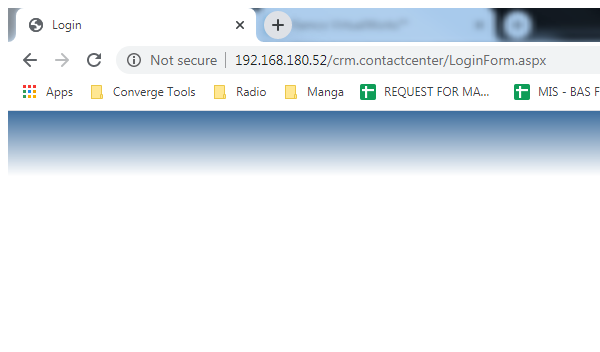 Login
Not secure 192.168.180.52/crm.contactcenter/LoginForm.aspx
Apps Converge Tools Radio Manga REQUEST FOR MA... MIS - BAS F